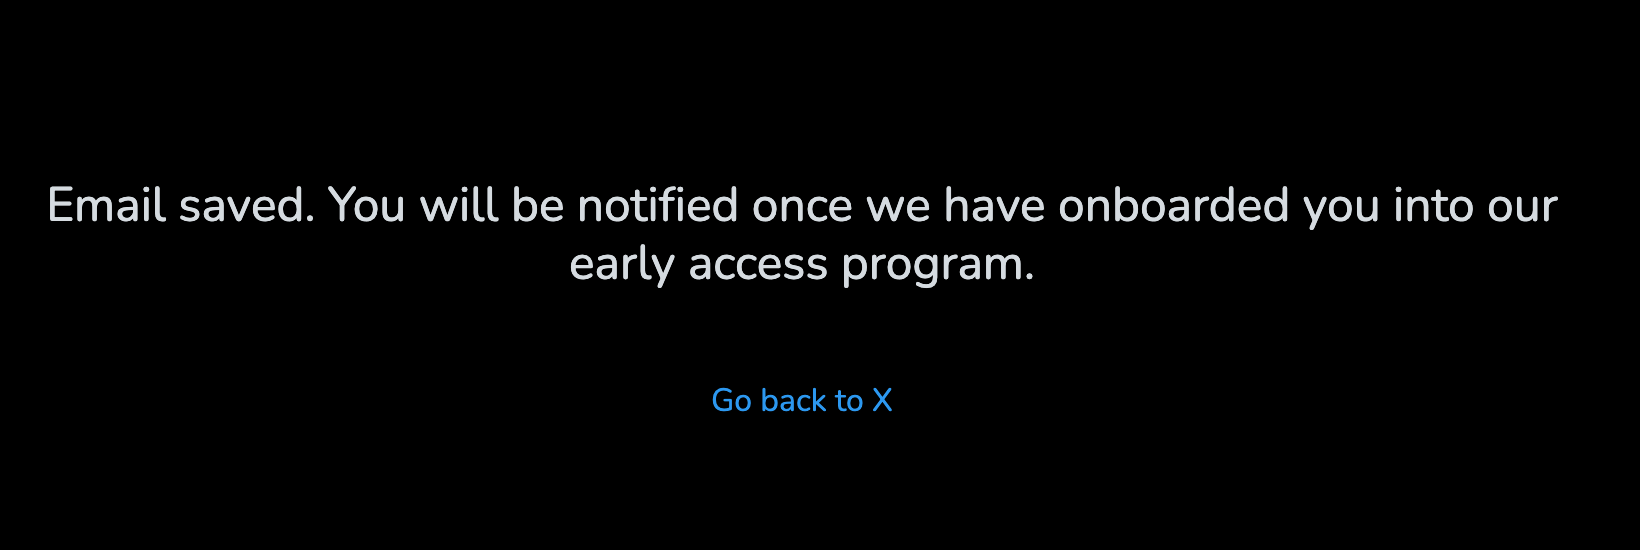 Email saved. You will be notified once we have onboarded you into our
early access program.
Go back to X